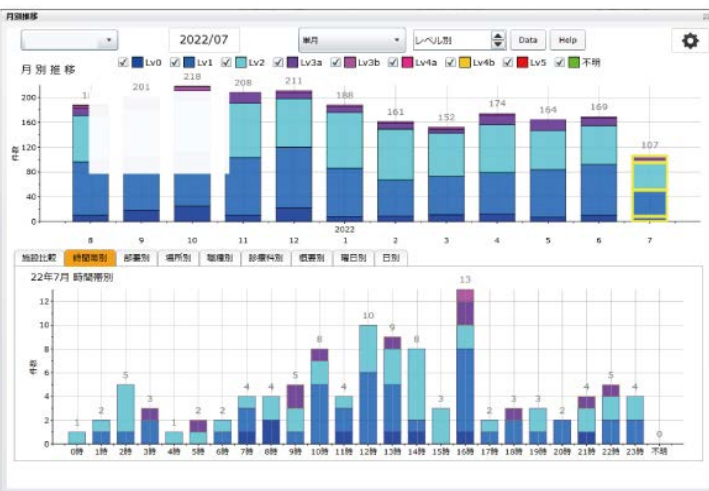 月別推移
2022/07 単月 レベル別 Data Help
月別推移 Lv0 Lv1 Lv2 Lv3a Lv3b Lv4a Lv4b Lv5 不明
201 218 208 211 188 161 152 174 164 169 107
200
160
120
80
40
0
件数
8 9 10 11 12 1 2 3 4 5 6 7
2022
施設比較 時間帯別 部署別 場所別 職種別 診療科別 概要別 曜日別 日別
22年7月 時間帯別
12
10
8
6
4
2
0
件数
1 2 5 3 1 2 2 4 4 5 8 4 10 9 8 3 13 2 3 3 2 4 5 4 0
0時 1時 2時 3時 4時 5時 6時 7時 8時 9時 10時 11時 12時 13時 14時 15時 16時 17時 18時 19時 20時 21時 22時 23時 不明